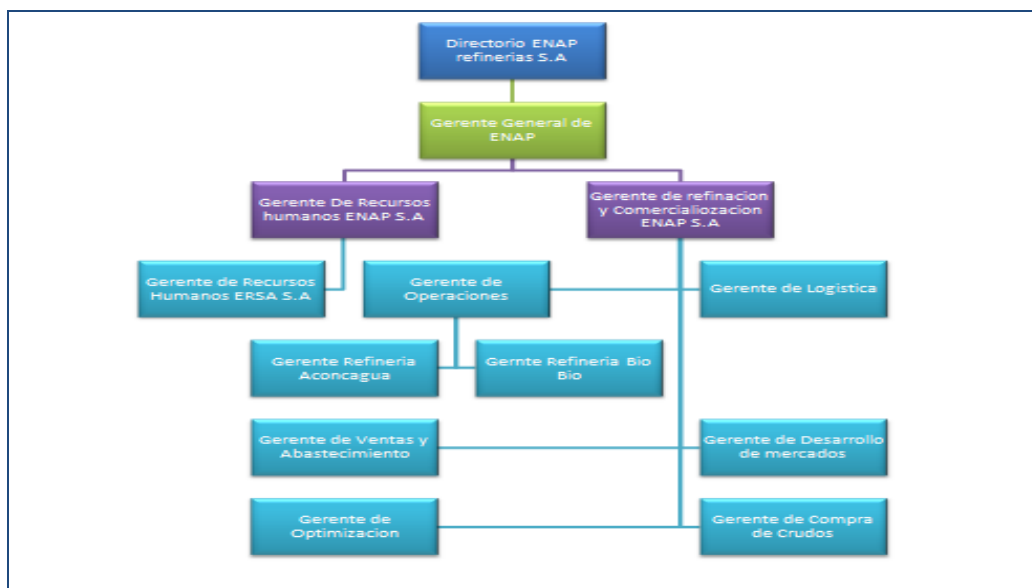 Directorio ENAP
refinerias S.A
Gerente General de
ENAP
Gerente De Recursos
humanos ENAP S.A
Gerente de refinacion
y Comercialiozacion
ENAP S.A
Gerente de Recursos
Humanos ERSA S.A
Gerente de
Operaciones
Gerente de Logistica
Gerente Refineria
Aconcagua
Gernte Refineria Bio
Bio
Gerente de Ventas y
Abastecimiento
Gerente de Desarrollo
de mercados
Gerente de
Optimizacion
Gerente de Compra
de Crudos